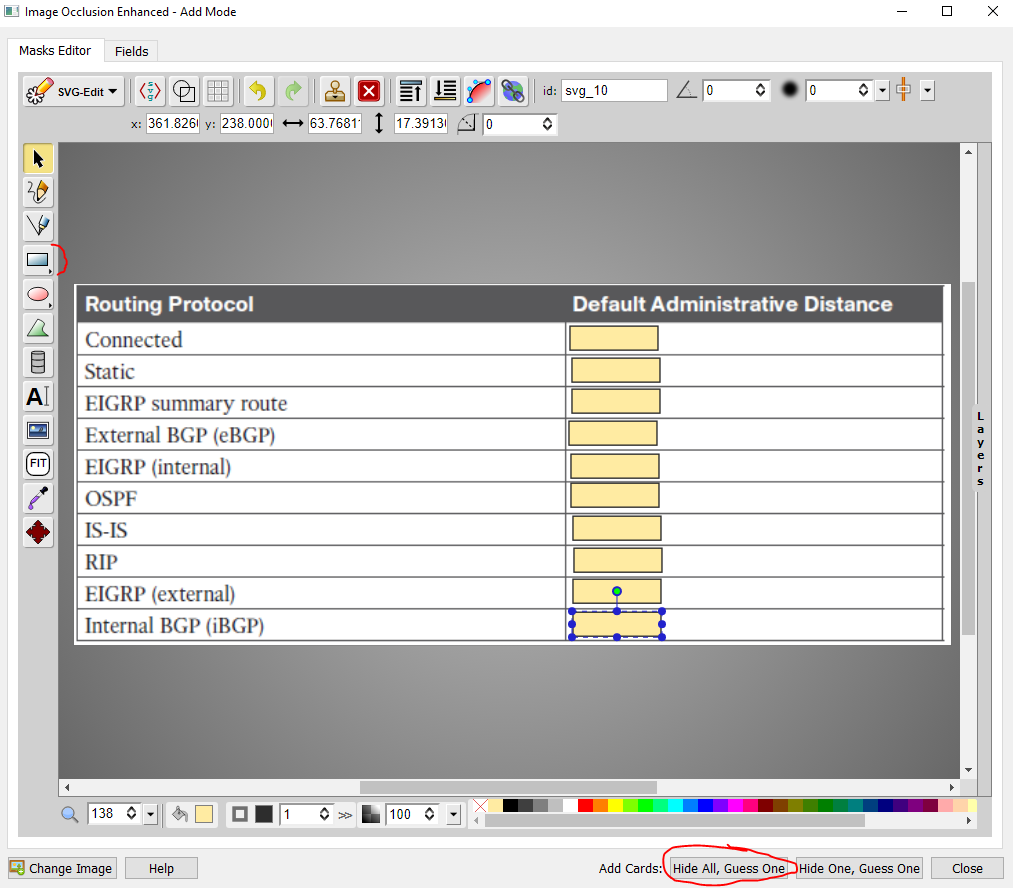 Image Occlusion Enhanced - Add Mode
Masks Editor
Fields
SVG-Edit
id:
svg_10
0
0
x:
361.826
y:
238.000
63.7681
17.3913
0
A
FIT
Layers
Routing Protocol Default Administrative Distance
Connected
Static
EIGRP summary route
External BGP (eBGP)
EIGRP (internal)
OSPF
IS-IS
RIP
EIGRP (external)
Internal BGP (iBGP)
138
1
>>
100
Change Image
Help
Add Cards:
Hide All, Guess One
Hide One, Guess One
Close